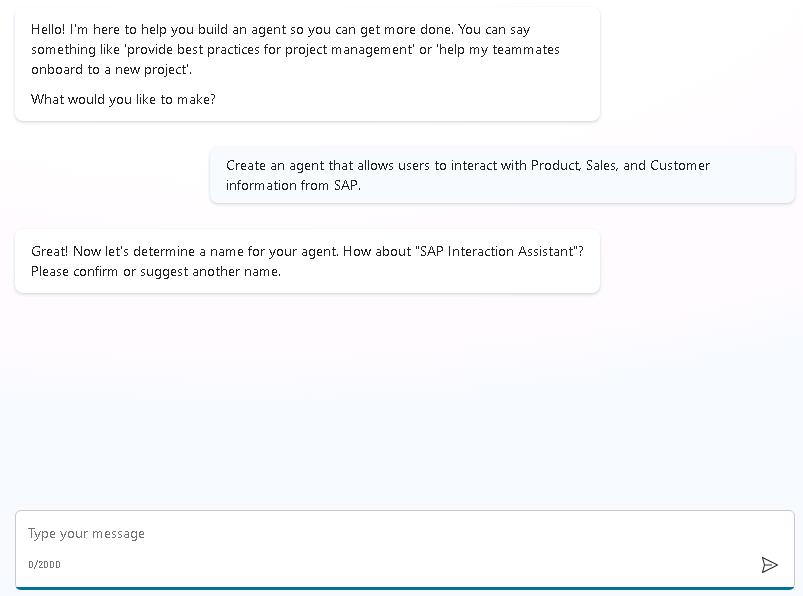 Hello! I'm here to help you build an agent so you can get more done. You can say
something like 'provide best practices for project management' or 'help my teammates
onboard to a new project'.
What would you like to make?
Create an agent that allows users to interact with Product, Sales, and Customer
information from SAP.
Great! Now let's determine a name for your agent. How about "SAP Interaction Assistant"?
Please confirm or suggest another name.
Type your message
0/2000